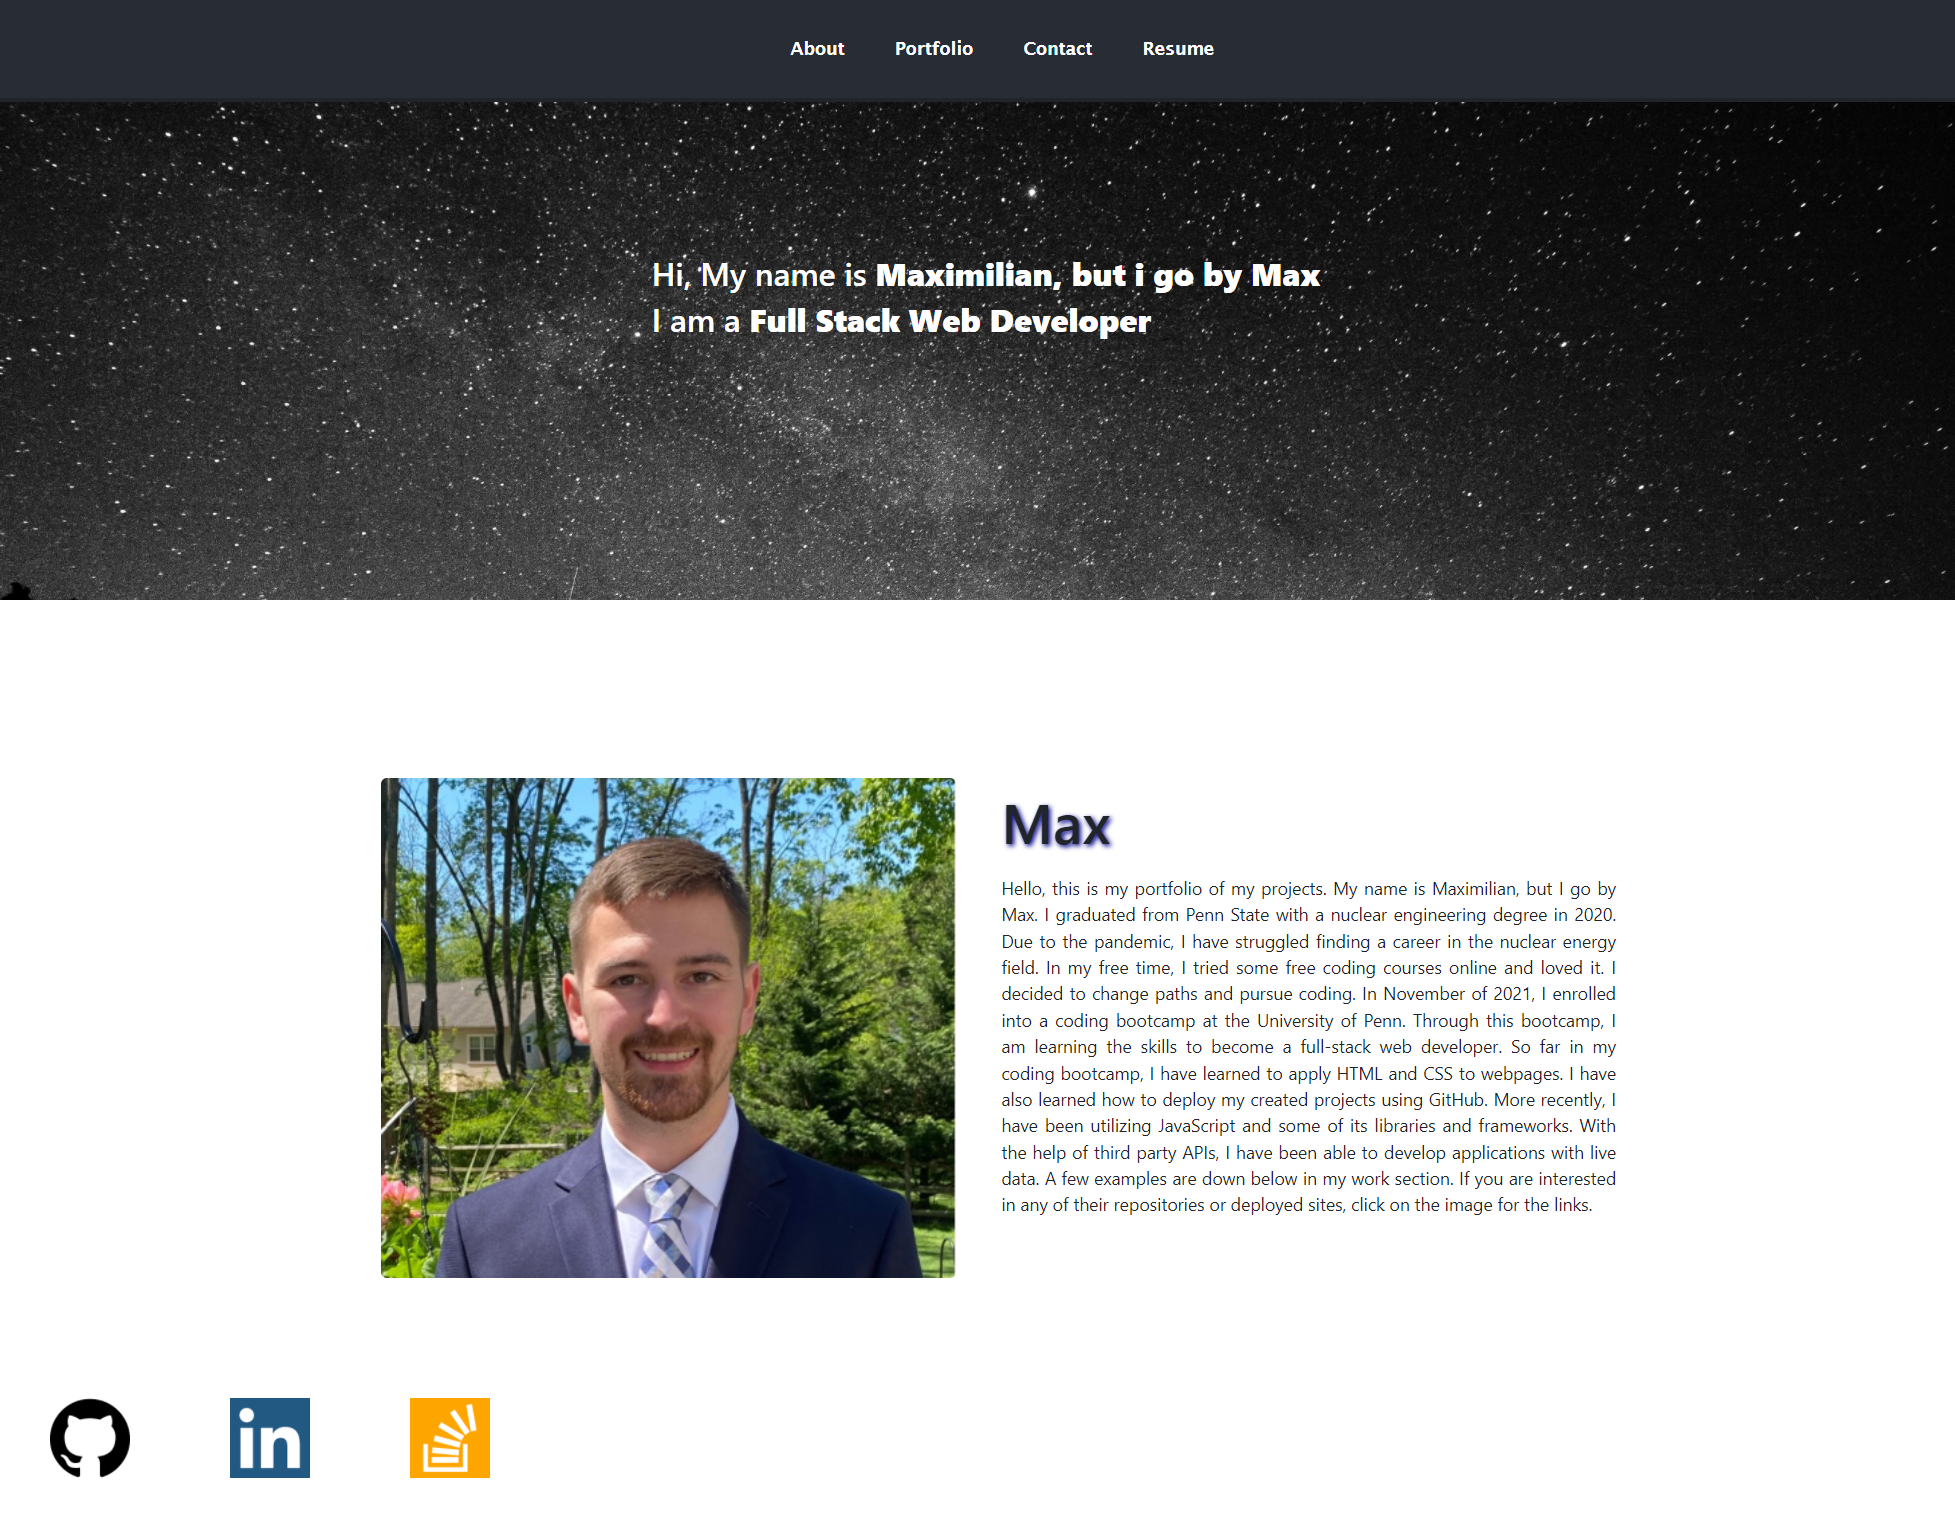 About Portfolio Contact Resume
Hi, My name is Maximilian, but i go by Max
I am a Full Stack Web Developer
Max
Hello, this is my portfolio of my projects. My name is Maximilian, but I go by
Max. I graduated from Penn State with a nuclear engineering degree in 2020.
Due to the pandemic, I have struggled finding a career in the nuclear energy
field. In my free time, I tried some free coding courses online and loved it. I
decided to change paths and pursue coding. In November of 2021, I enrolled
into a coding bootcamp at the University of Penn. Through this bootcamp, I
am learning the skills to become a full-stack web developer. So far in my
coding bootcamp, I have learned to apply HTML and CSS to webpages. I have
also learned how to deploy my created projects using GitHub. More recently, I
have been utilizing JavaScript and some of its libraries and frameworks. With
the help of third party APIs, I have been able to develop applications with live
data. A few examples are down below in my work section. If you are interested
in any of their repositories or deployed sites, click on the image for the links.
in